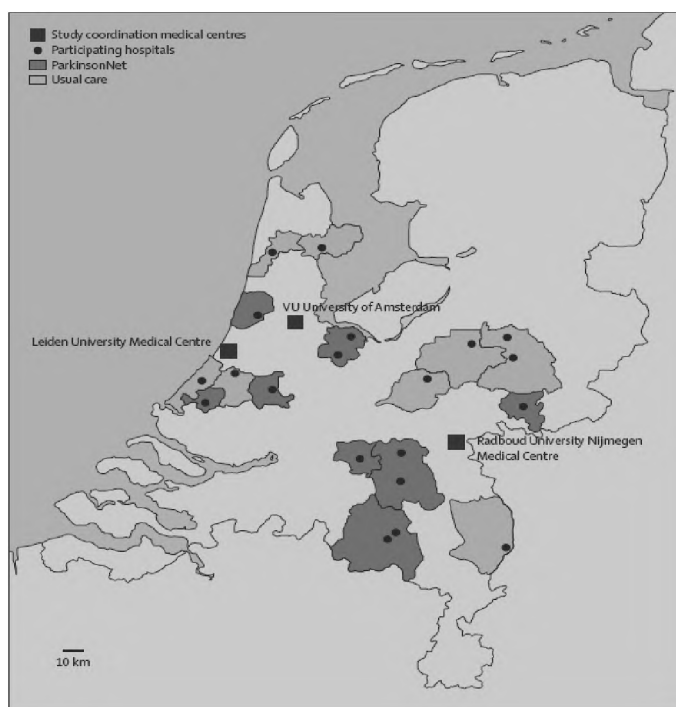 Study coordination medical centres
Participating hospitals
ParkinsonNet
Usual care
VU University of Amsterdam
Leiden University Medical Centre
Radboud University Nijmegen
Medical Centre
10 km